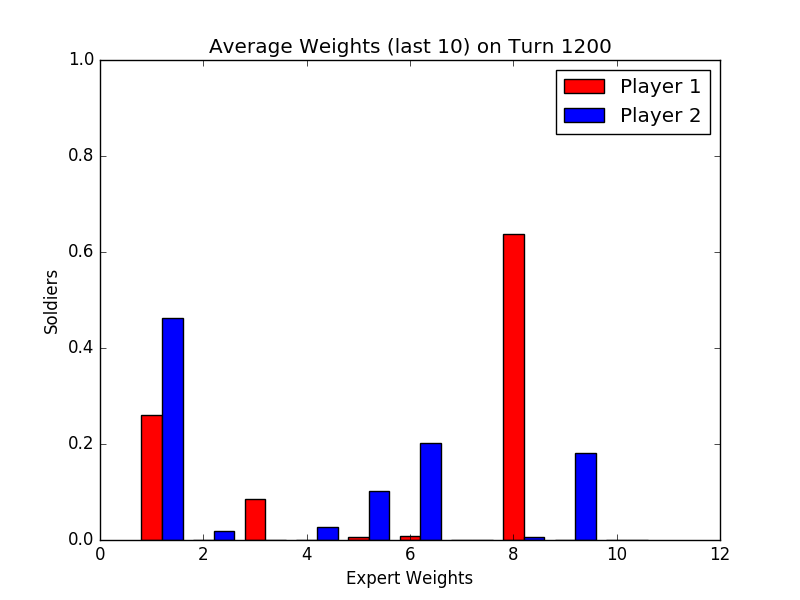 Average Weights (last 10) on Turn 1200
Player 1
Player 2
1.0
0.8
0.6
0.4
0.2
0.0
Soldiers
0 2 4 6 8 10 12
Expert Weights